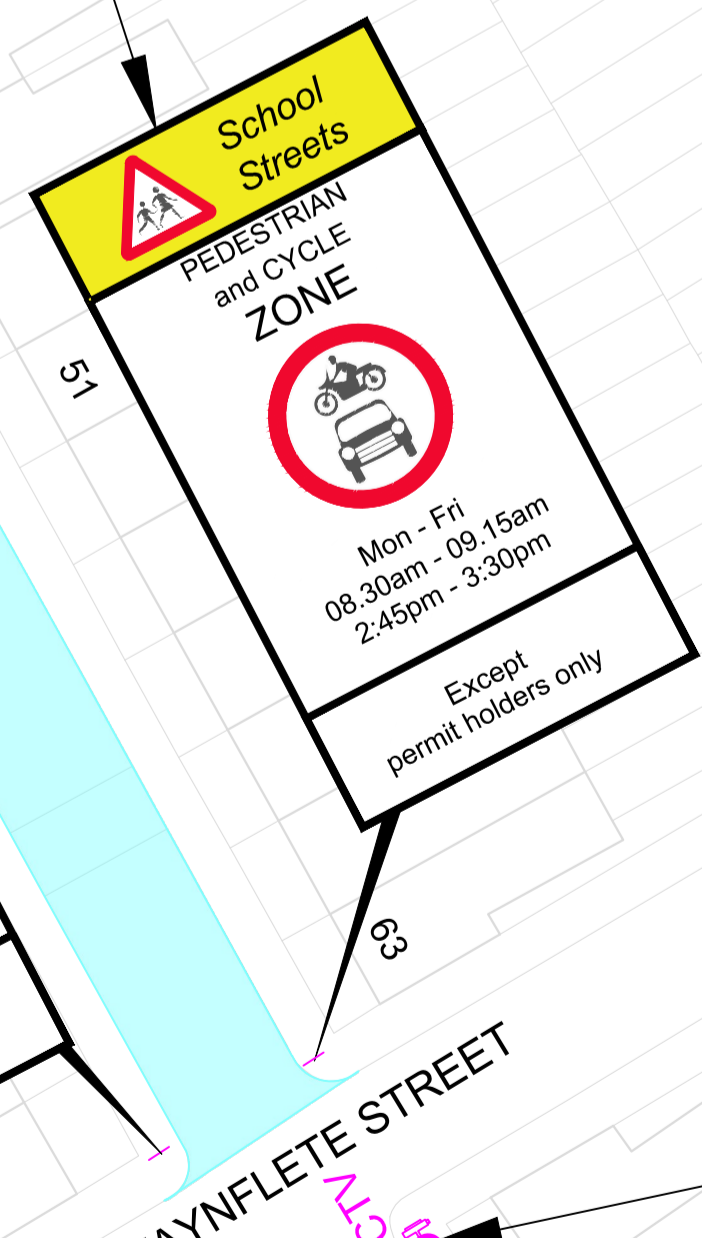 School
Streets
PEDESTRIAN
and CYCLE
ZONE
Mon - Fri
08.30am - 09.15am
2:45pm - 3:30pm
Except
permit holders only
51
63
AYNFLETE STREET
CTV